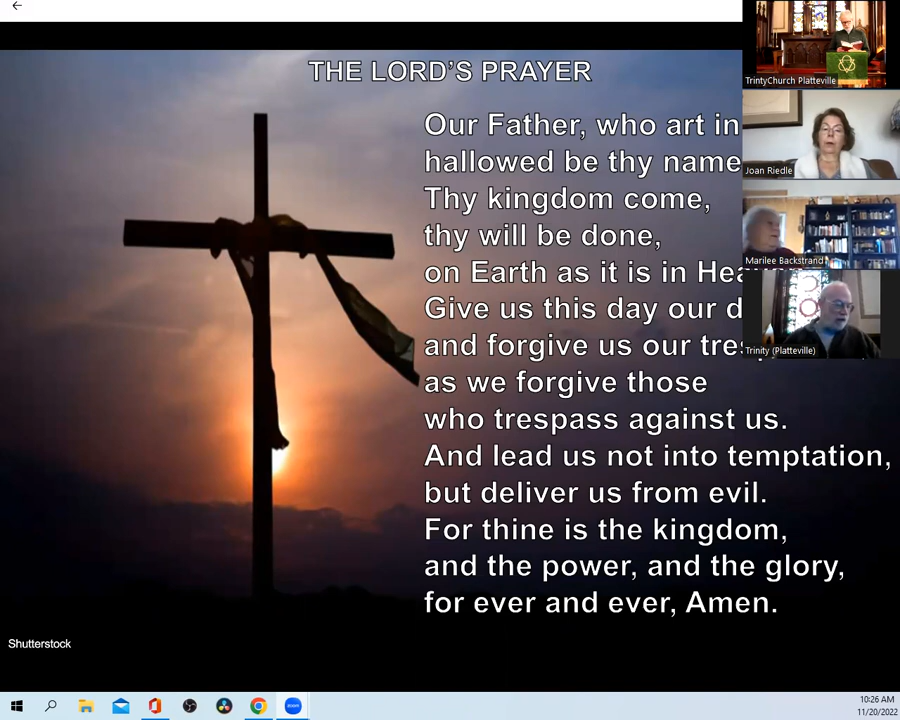 THE LORD'S PRAYER
Our Father, who art in
hallowed be thy name
Thy kingdom come,
thy will be done,
on Earth as it is in
Give us this day our
and forgive us our
as we forgive those
who trespass against us.
And lead us not into temptation,
but deliver us from evil.
For thine is the kingdom,
and the power, and the glory,
for ever and ever, Amen.
Shutterstock
TrintyChurch Platteville
Joan Riedle
Marilee Backstrand
Trinity (Platteville)
zoom
10:26 AM
11/20/2022